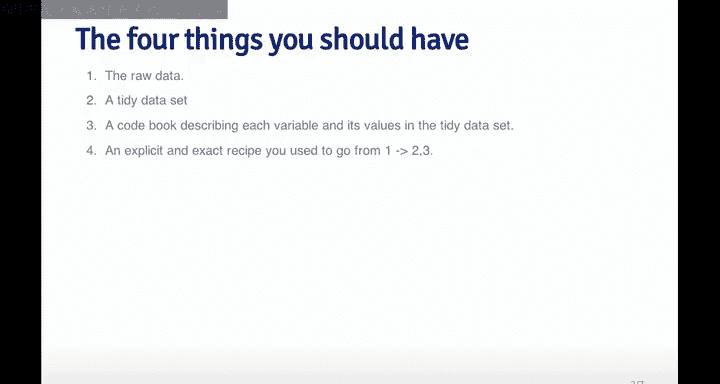 The four things you should have
1. The raw data.
2. A tidy data set
3. A code book describing each variable and its values in the tidy data set.
4. An explicit and exact recipe you used to go from 1 -> 2,3.